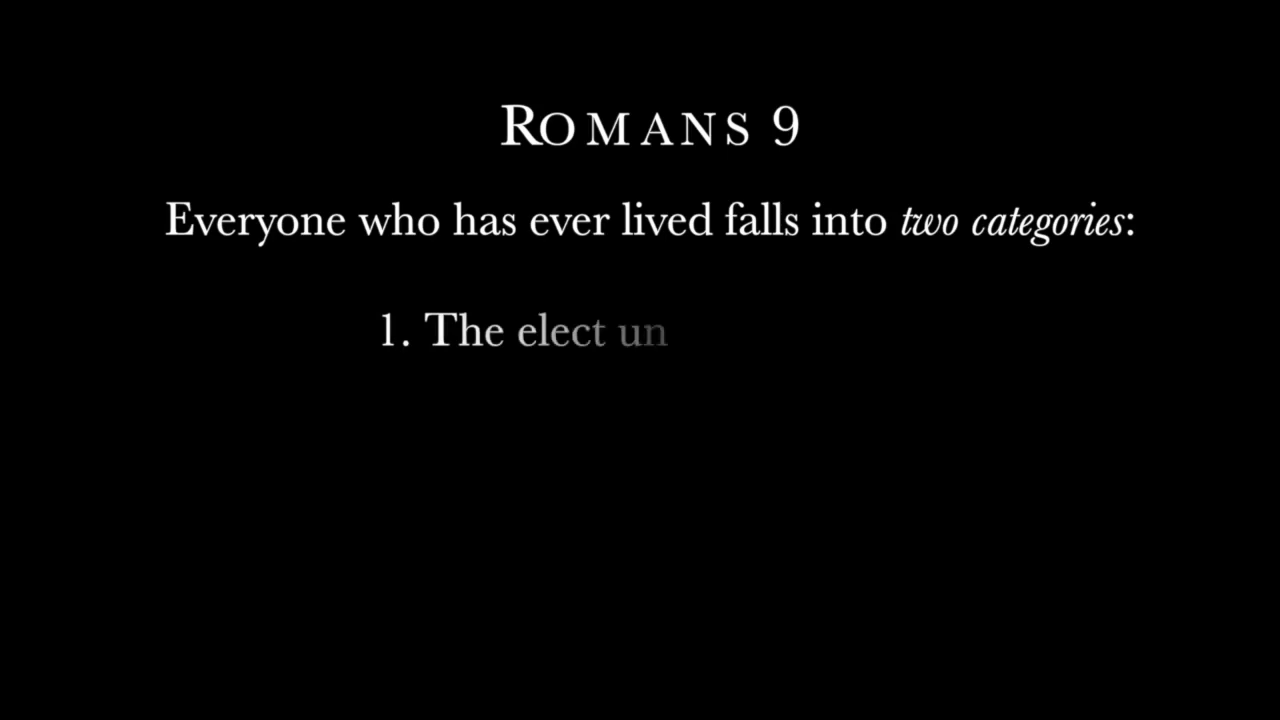 ROMANS 9
Everyone who has ever lived falls into two categories:
1. The elect un